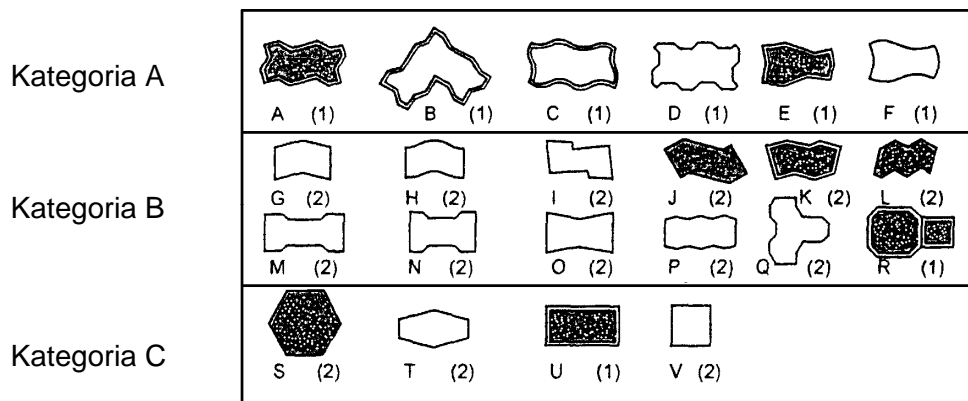 Kategoria A
A (1) B (1) C (1) D (1) E (1) F (1)
Kategoria B
G (2) H (2) I (2) J (2) K (2) L (2)
M (2) N (2) O (2) P (2) Q (2) R (1)
Kategoria C
S (2) T (2) U (1) V (2)